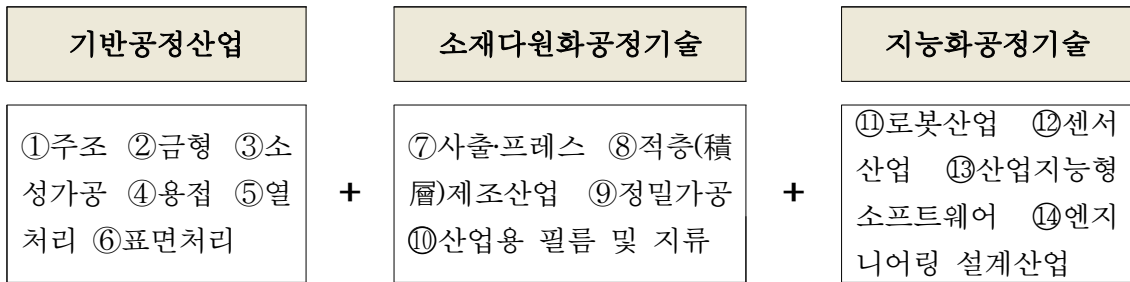 기반공정산업
소재다원화공정기술
지능화공정기술
①주조 ②금형 ③소
성가공 ④용접 ⑤열
처리 ⑥표면처리
+
⑦사출·프레스 ⑧적층(積
層)제조산업 ⑨정밀가공
⑩산업용 필름 및 지류
+
⑪로봇산업 ⑫센서
산업 ⑬산업지능형
소프트웨어 ⑭엔지
니어링 설계산업